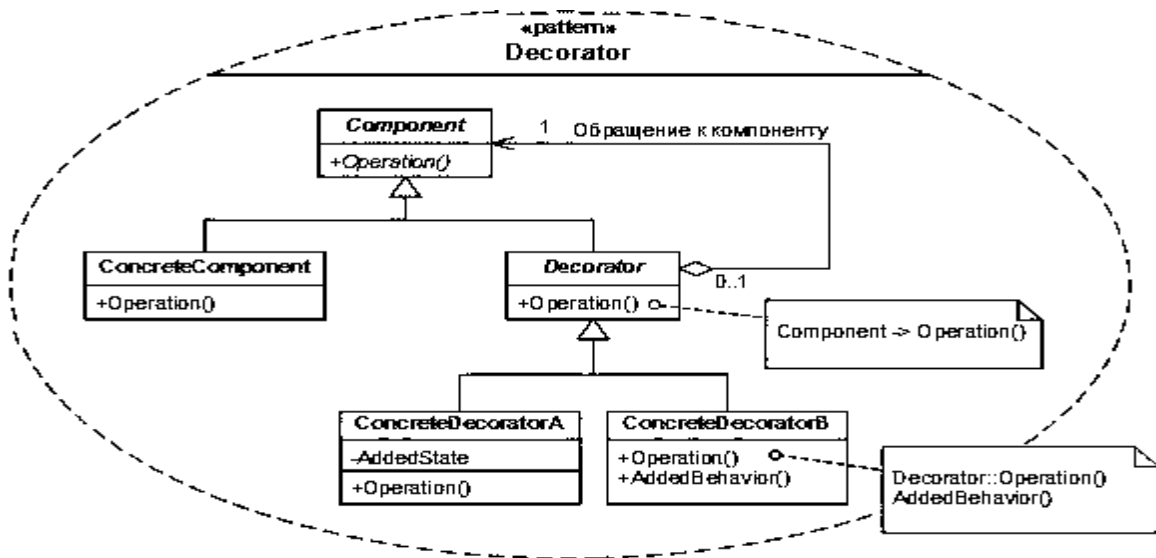 «pattern»
Decorator
Component
1 Обращение к компоненту
+Operation()
ConcreteComponent
+Operation()
Decorator
0..1
+Operation()
Component -> Operation()
ConcreteDecoratorA
-AddedState
+Operation()
ConcreteDecoratorB
+Operation()
+AddedBehavior()
Decorator::Operation()
AddedBehavior()